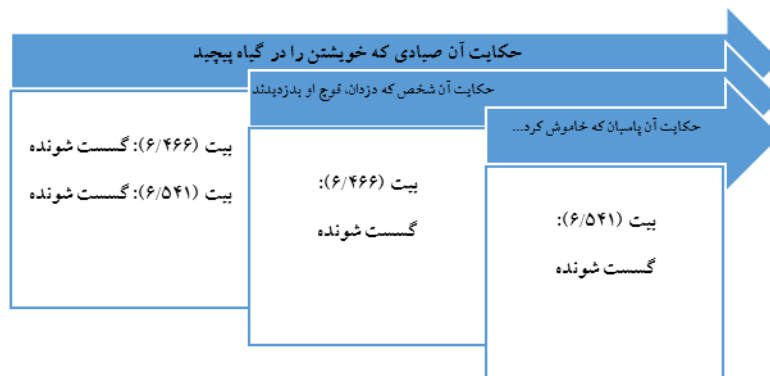 حکایت آن صیادی که خویشتن را در گیاه پیچید
حکایت آن شخص که دزدان، قوچ او بدزدیدند
حکایت آن پاسبان که خاموش کرد...
بیت (۶/۴۶۶): گسست شونده
بیت (۶/۵۴۱): گسست شونده
بیت (۶/۴۶۶):
گسست شونده
بیت (۶/۵۴۱):
گسست شونده